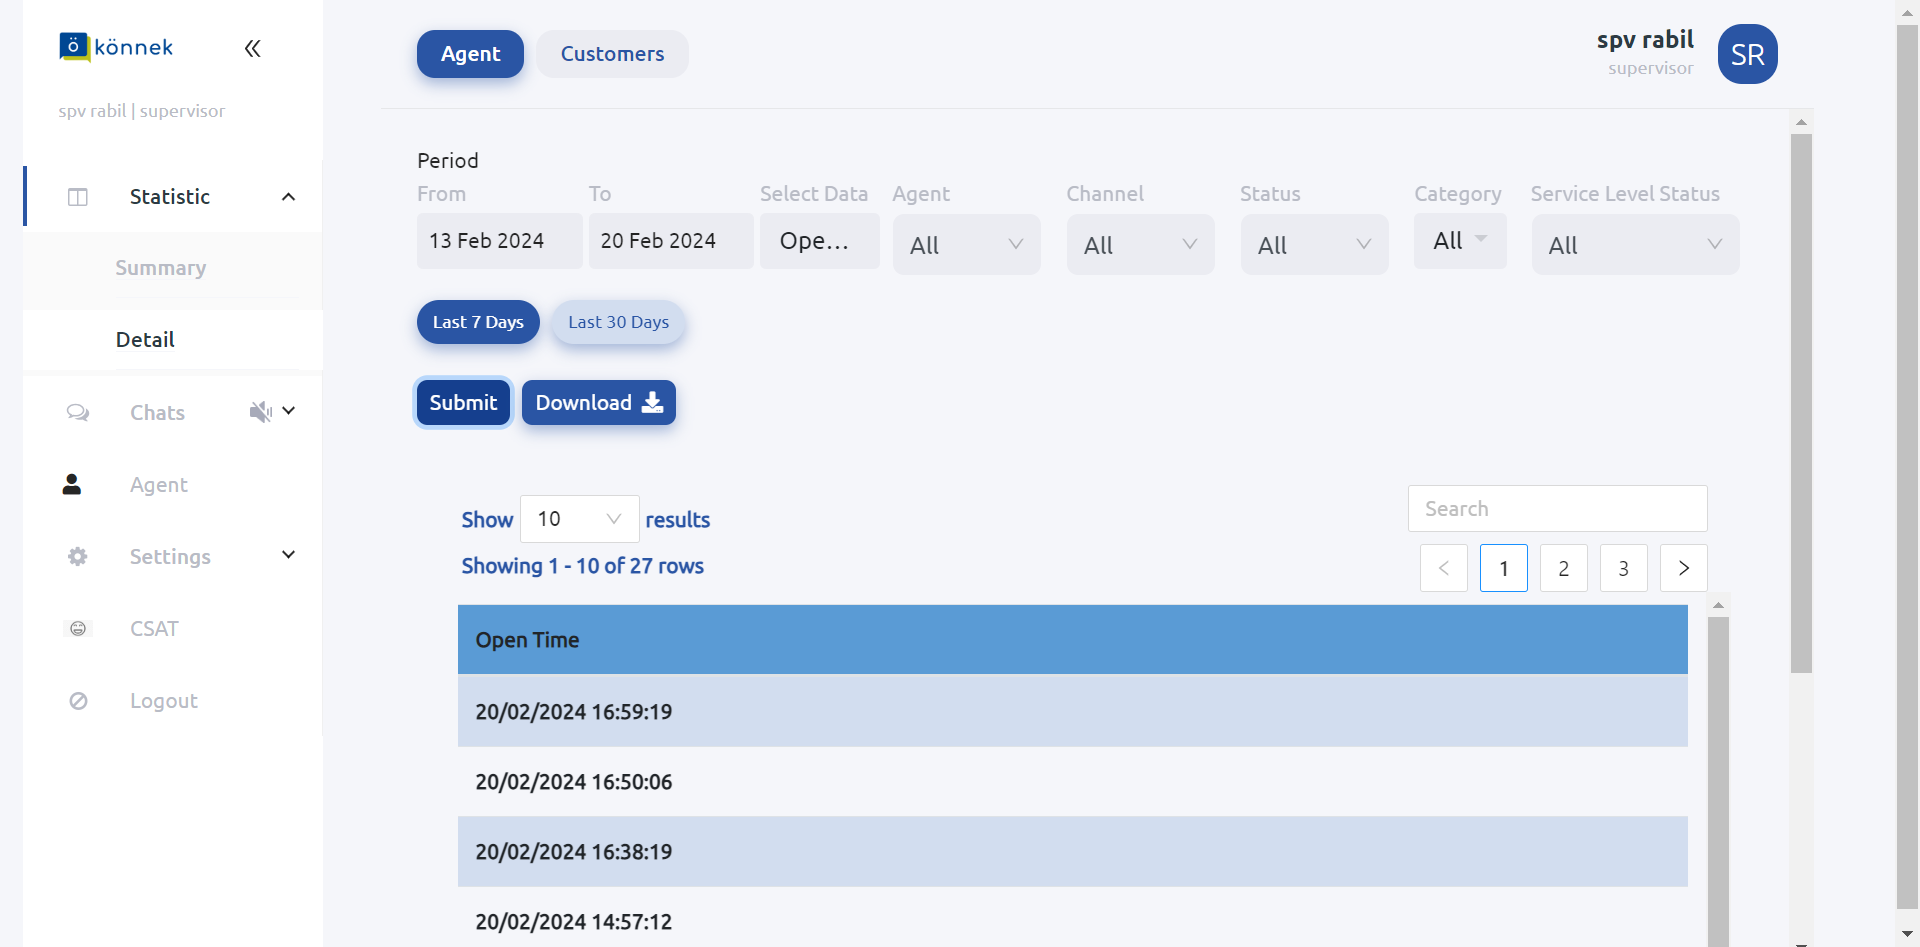 ö könnek
spv rabil | supervisor
Statistic
Summary
Detail
Chats
Agent
Settings
CSAT
Logout
Agent
Customers
spv rabil
supervisor
SR
Period
From To Select Data Agent Channel Status Category Service Level Status
13 Feb 2024 20 Feb 2024 Ope... All All All All All
Last 7 Days Last 30 Days
Submit Download
Show 10 results
Search
Showing 1 - 10 of 27 rows
< 1 2 3 >
Open Time
20/02/2024 16:59:19
20/02/2024 16:50:06
20/02/2024 16:38:19
20/02/2024 14:57:12